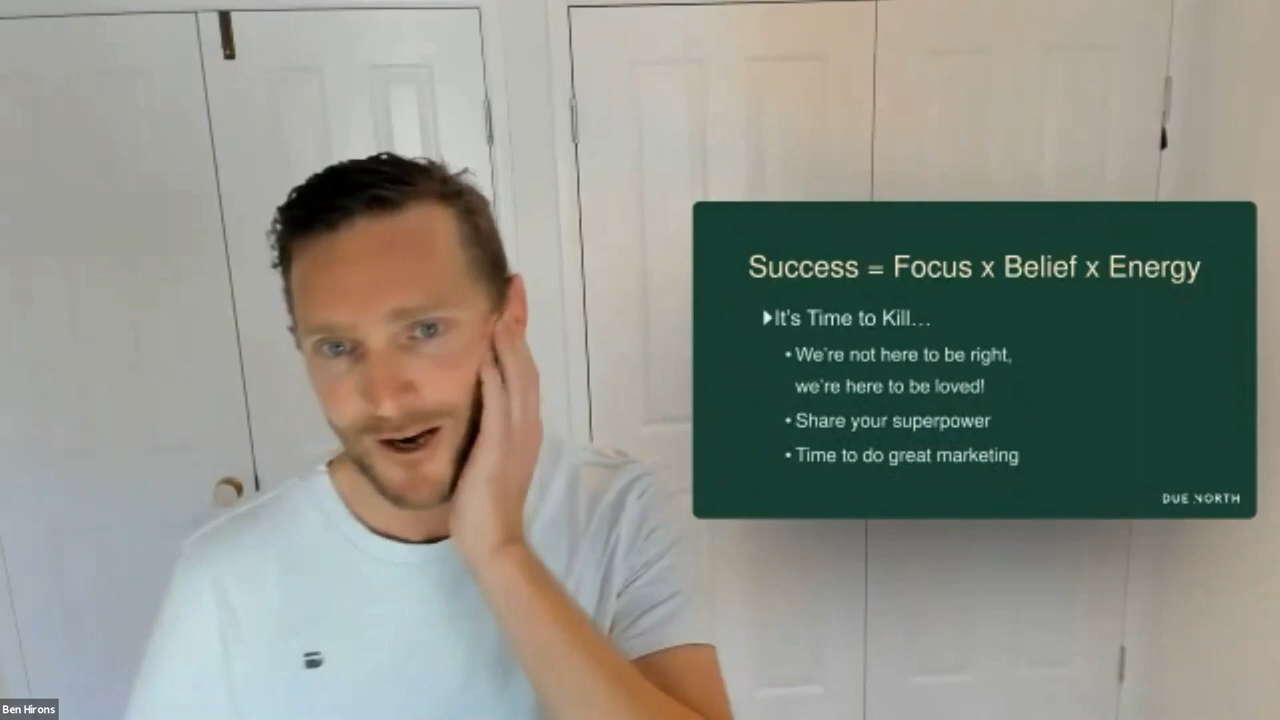 Success = Focus x Belief x Energy
It's Time to Kill...
• We're not here to be right,
we're here to be loved!
• Share your superpower
• Time to do great marketing
DUE NORTH
Ben Hirons